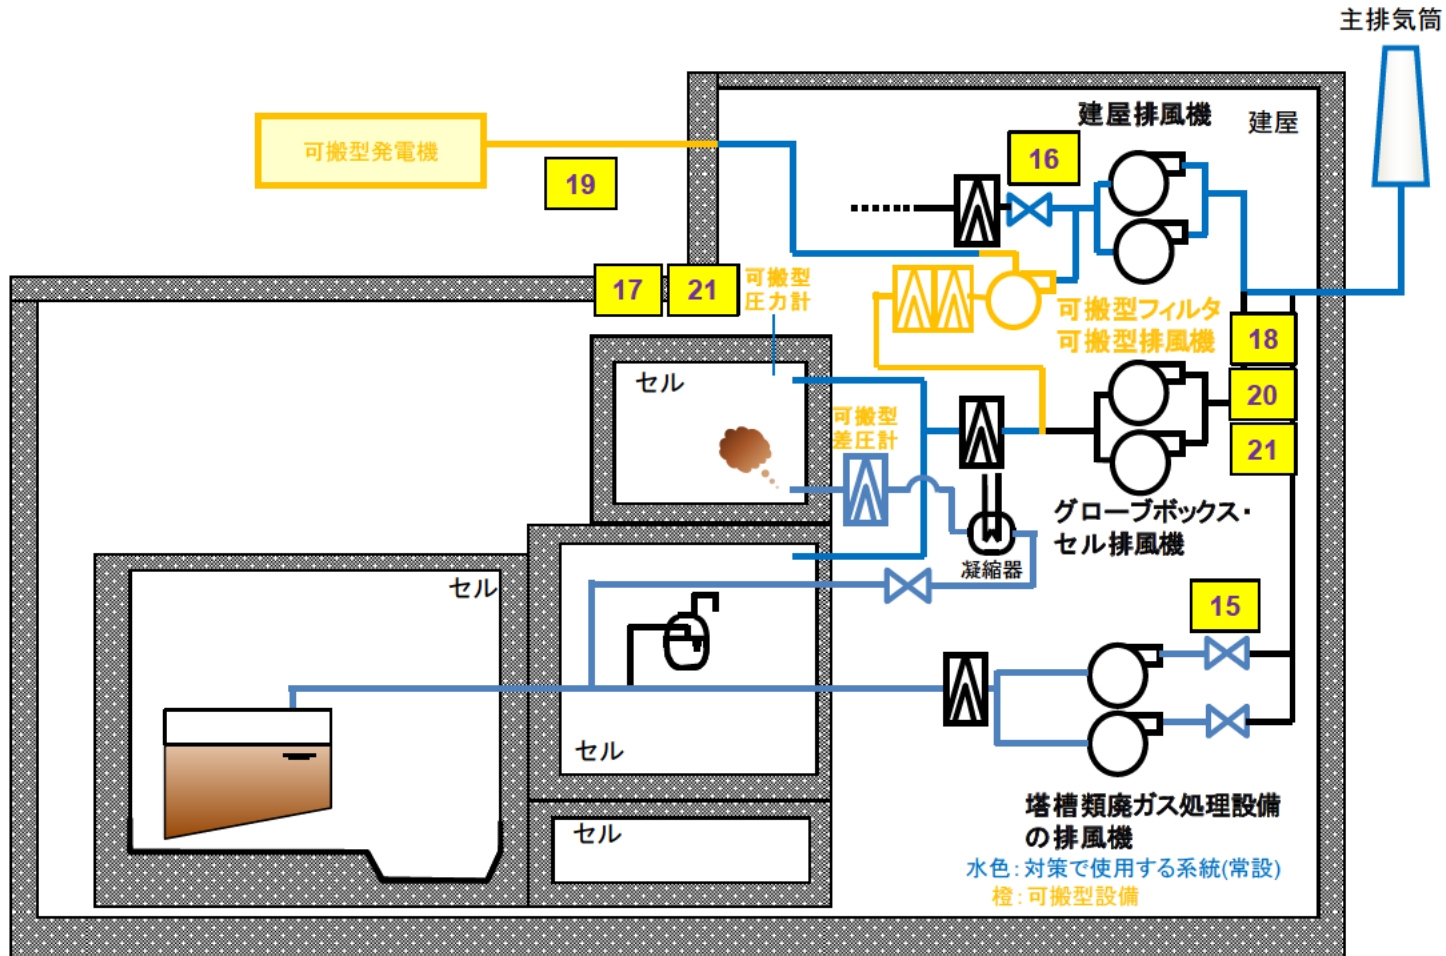 主排気筒
建屋排風機
建屋
可搬型発電機
16
19
17
21
可搬型
圧力計
可搬型フィルタ
可搬型排風機
18
セル
20
可搬型
差圧計
21
グローブボックス・
セル排風機
凝縮器
セル
15
セル
塔槽類廃ガス処理設備
の排風機
セル
水色：対策で使用する系統(常設)
橙：可搬型設備